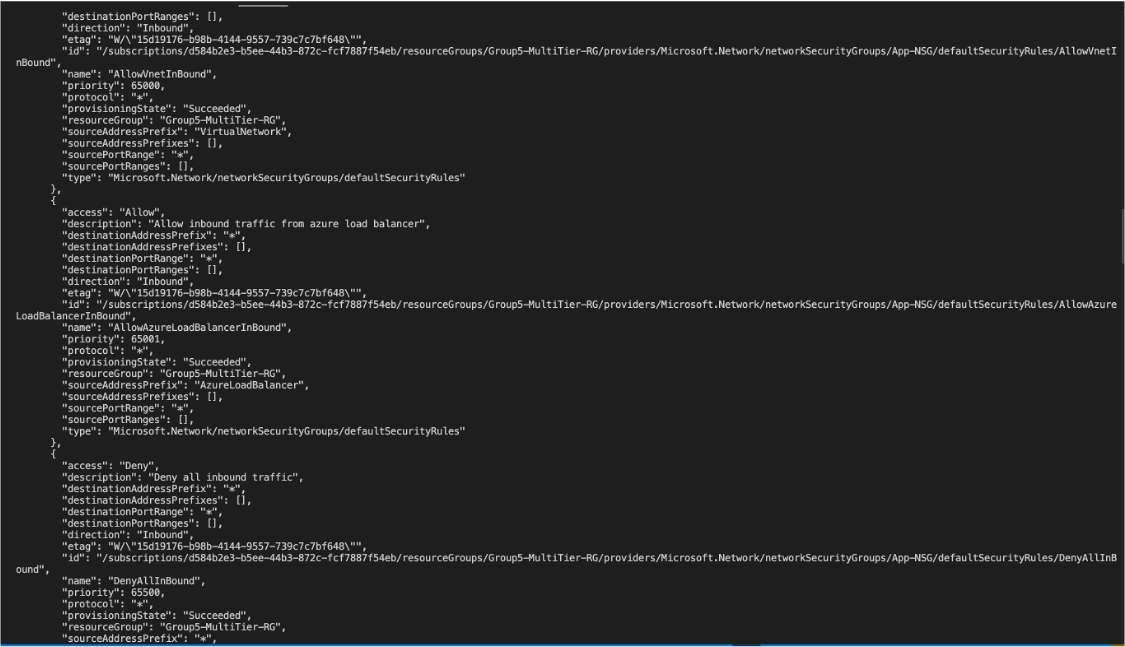 "destinationPortRanges": [],
"direction": "Inbound",
"etag": "W/\"15d19176-b98b-4144-9557-739c7c7bf648\"",
"id": "/subscriptions/d584b2e3-b5ee-44b3-872c-fcf7887f54eb/resourceGroups/Group5-MultiTier-RG/providers/Microsoft.Network/networkSecurityGroups/App-NSG/defaultSecurityRules/AllowVnetI
nBound",
"name": "AllowVnetInBound",
"priority": 65000,
"protocol": "*",
"provisioningState": "Succeeded",
"resourceGroup": "Group5-MultiTier-RG",
"sourceAddressPrefix": "VirtualNetwork",
"sourceAddressPrefixes": [],
"sourcePortRange": "*",
"sourcePortRanges": [],
"type": "Microsoft.Network/networkSecurityGroups/defaultSecurityRules"
},
{
"access": "Allow",
"description": "Allow inbound traffic from azure load balancer",
"destinationAddressPrefix": "*",
"destinationAddressPrefixes": [],
"destinationPortRange": "*",
"destinationPortRanges": [],
"direction": "Inbound",
"etag": "W/\"15d19176-b98b-4144-9557-739c7c7bf648\"",
"id": "/subscriptions/d584b2e3-b5ee-44b3-872c-fcf7887f54eb/resourceGroups/Group5-MultiTier-RG/providers/Microsoft.Network/networkSecurityGroups/App-NSG/defaultSecurityRules/AllowAzure
LoadBalancerInBound",
"name": "AllowAzureLoadBalancerInBound",
"priority": 65001,
"protocol": "*",
"provisioningState": "Succeeded",
"resourceGroup": "Group5-MultiTier-RG",
"sourceAddressPrefix": "AzureLoadBalancer",
"sourceAddressPrefixes": [],
"sourcePortRange": "*",
"sourcePortRanges": [],
"type": "Microsoft.Network/networkSecurityGroups/defaultSecurityRules"
},
{
"access": "Deny",
"description": "Deny all inbound traffic",
"destinationAddressPrefix": "*",
"destinationAddressPrefixes": [],
"destinationPortRange": "*",
"destinationPortRanges": [],
"direction": "Inbound",
"etag": "W/\"15d19176-b98b-4144-9557-739c7c7bf648\"",
"id": "/subscriptions/d584b2e3-b5ee-44b3-872c-fcf7887f54eb/resourceGroups/Group5-MultiTier-RG/providers/Microsoft.Network/networkSecurityGroups/App-NSG/defaultSecurityRules/DenyAllInB
ound",
"name": "DenyAllInBound",
"priority": 65500,
"protocol": "*",
"provisioningState": "Succeeded",
"resourceGroup": "Group5-MultiTier-RG",
"sourceAddressPrefix": "*",